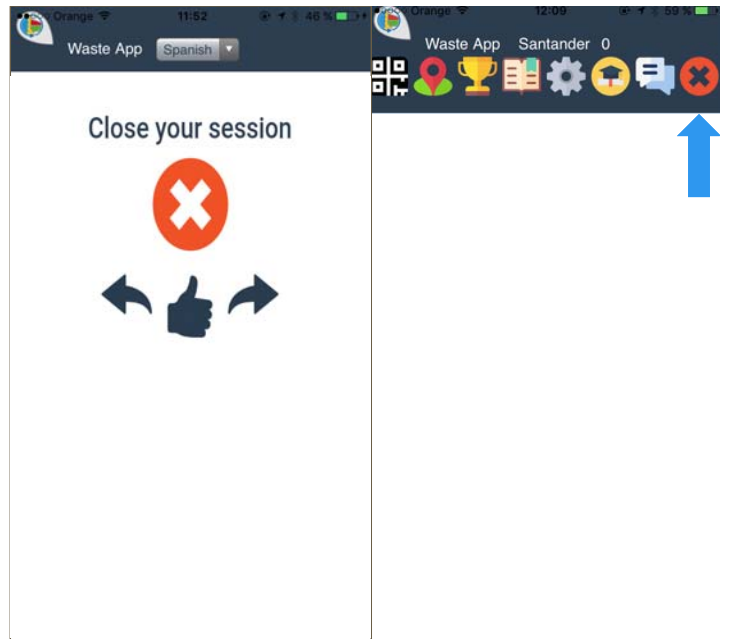 Orange 11:52 46 %
Waste App Spanish
Close your session
Orange 12:09 59 %
Waste App Santander 0